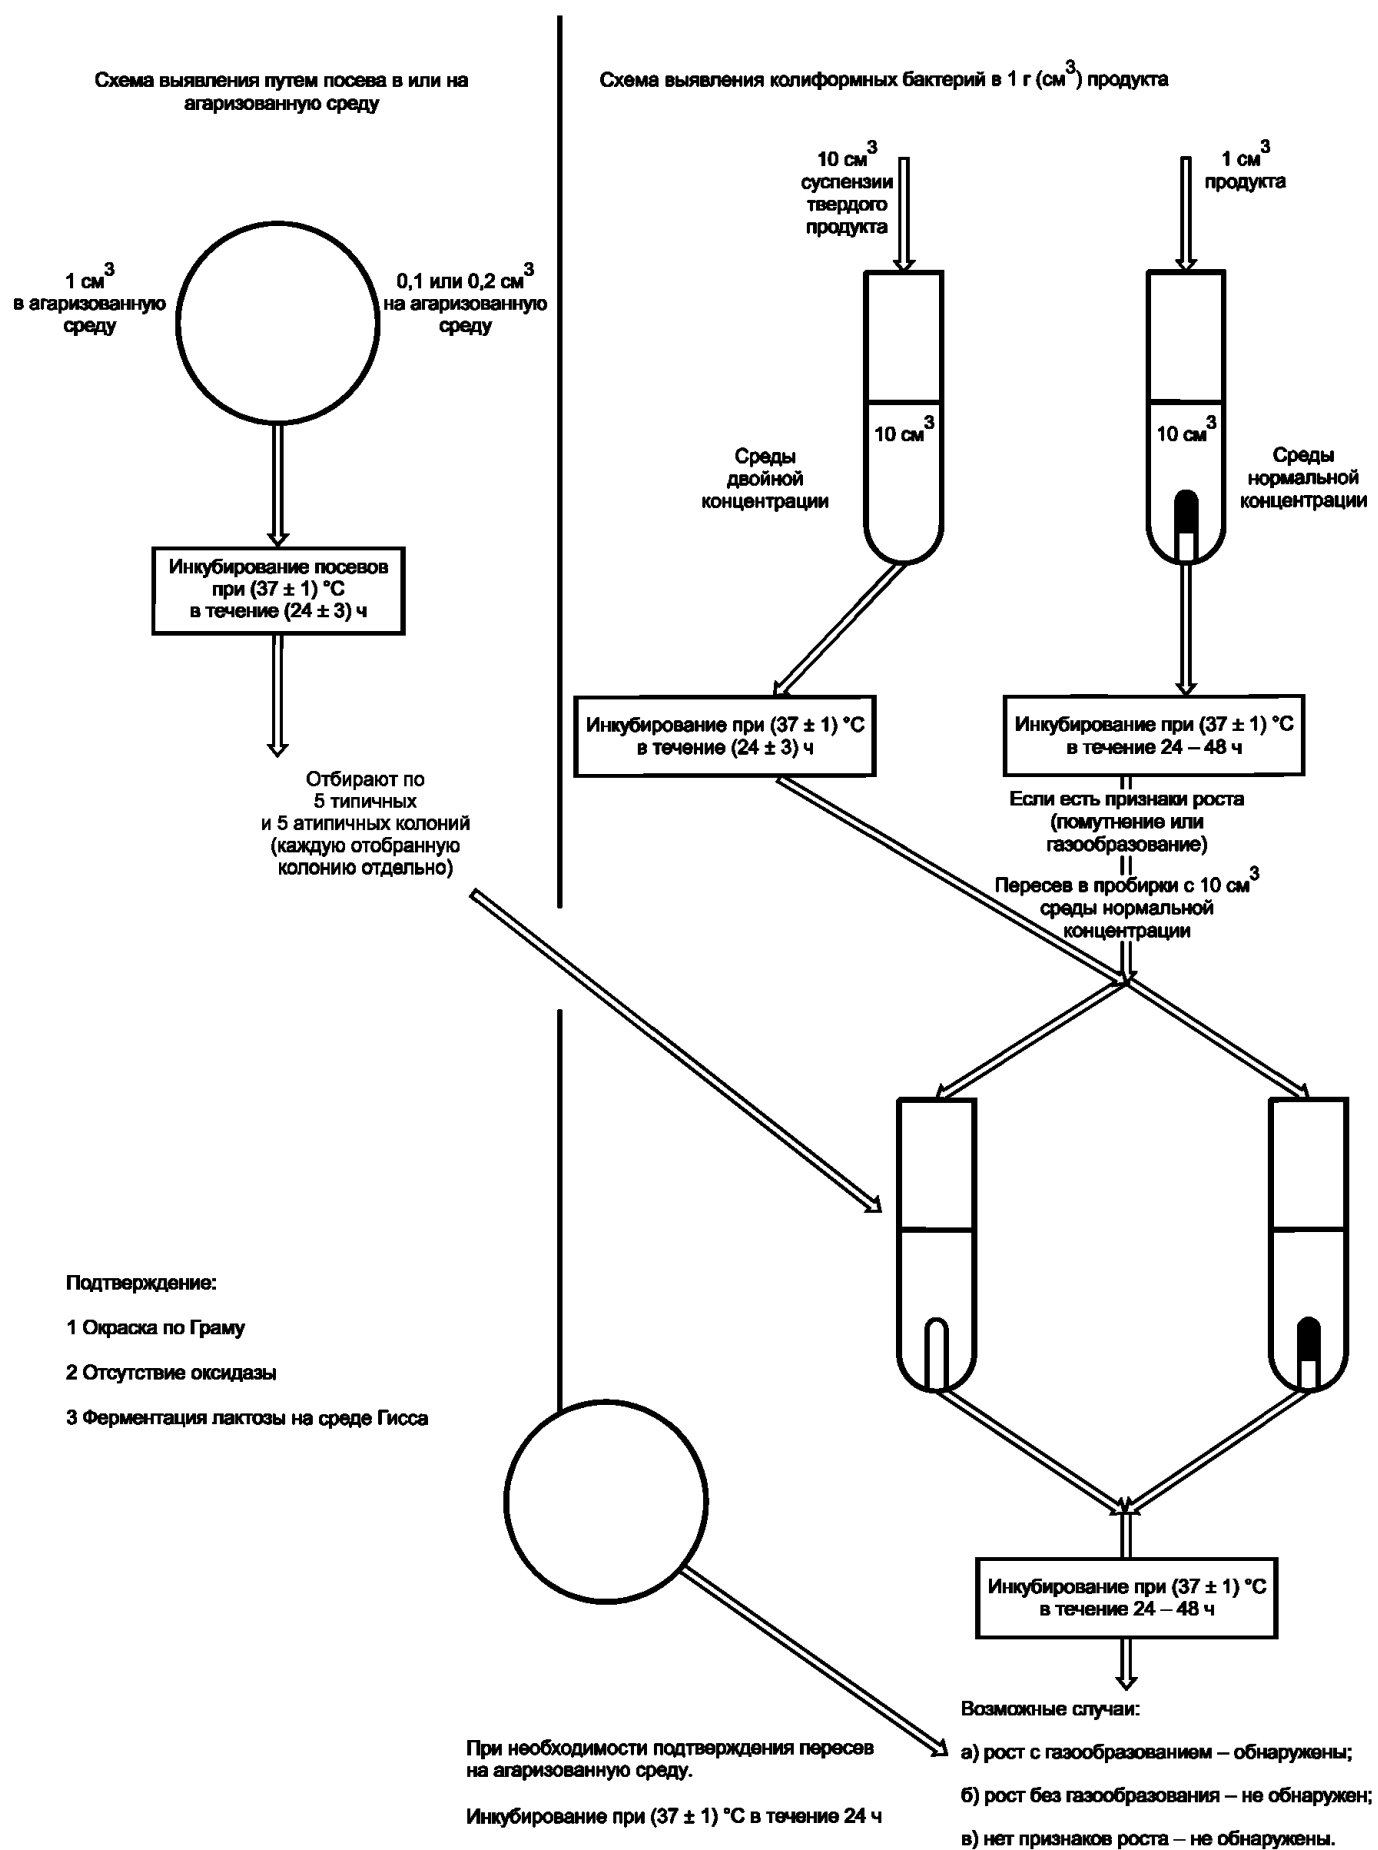 Схема выявления путем посева в или на
агаризованную среду
1 см³
в агаризованную
среду
0,1 или 0,2 см³
на агаризованную
среду
Инкубирование посевов
при (37 ± 1) °С
в течение (24 ± 3) ч
Отбирают по
5 типичных
и 5 атипичных колоний
(каждую отобранную
колонию отдельно)
Схема выявления колиформных бактерий в 1 г (см³) продукта
10 см³
суспензии
твердого
продукта
1 см³
продукта
10 см³
10 см³
Среды
двойной
концентрации
Среды
нормальной
концентрации
Инкубирование при (37 ± 1) °С
в течение (24 ± 3) ч
Инкубирование при (37 ± 1) °С
в течение 24 – 48 ч
Если есть признаки роста
(помутнение или
газообразование)
Пересев в пробирки с 10 см³
среды нормальной
концентрации
Подтверждение:
1 Окраска по Граму
2 Отсутствие оксидазы
3 Ферментация лактозы на среде Гисса
Инкубирование при (37 ± 1) °С
в течение 24 – 48 ч
При необходимости подтверждения пересев
на агаризованную среду.
Инкубирование при (37 ± 1) °С в течение 24 ч
Возможные случаи:
а) рост с газообразованием – обнаружены;
б) рост без газообразования – не обнаружен;
в) нет признаков роста – не обнаружены.